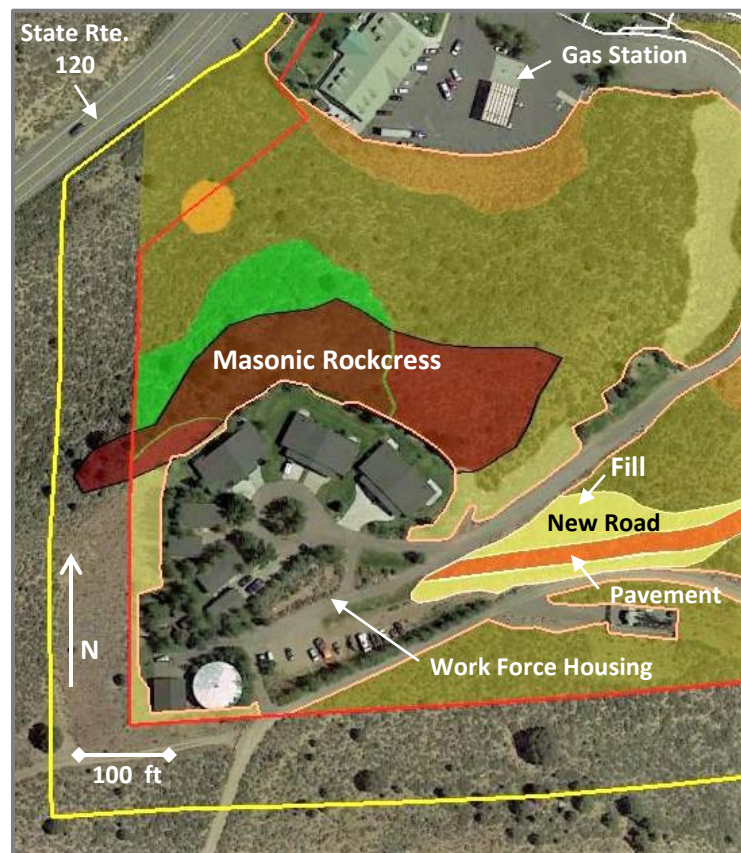 State Rte.
120
Gas Station
Masonic Rockcress
Fill
New Road
Pavement
N
Work Force Housing
100 ft